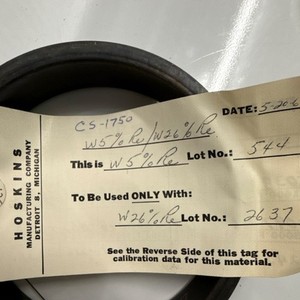 HOSKINS
MANUFACTURING COMPANY
DETROIT 8, MICHIGAN
CS-1750
DATE: 5-20-6
W5%Re/W26%Re
This is W5%Re Lot No.: 544
To Be Used ONLY With:
W26%Re Lot No.: 2637
See the Reverse Side of this tag for
calibration data for this material.